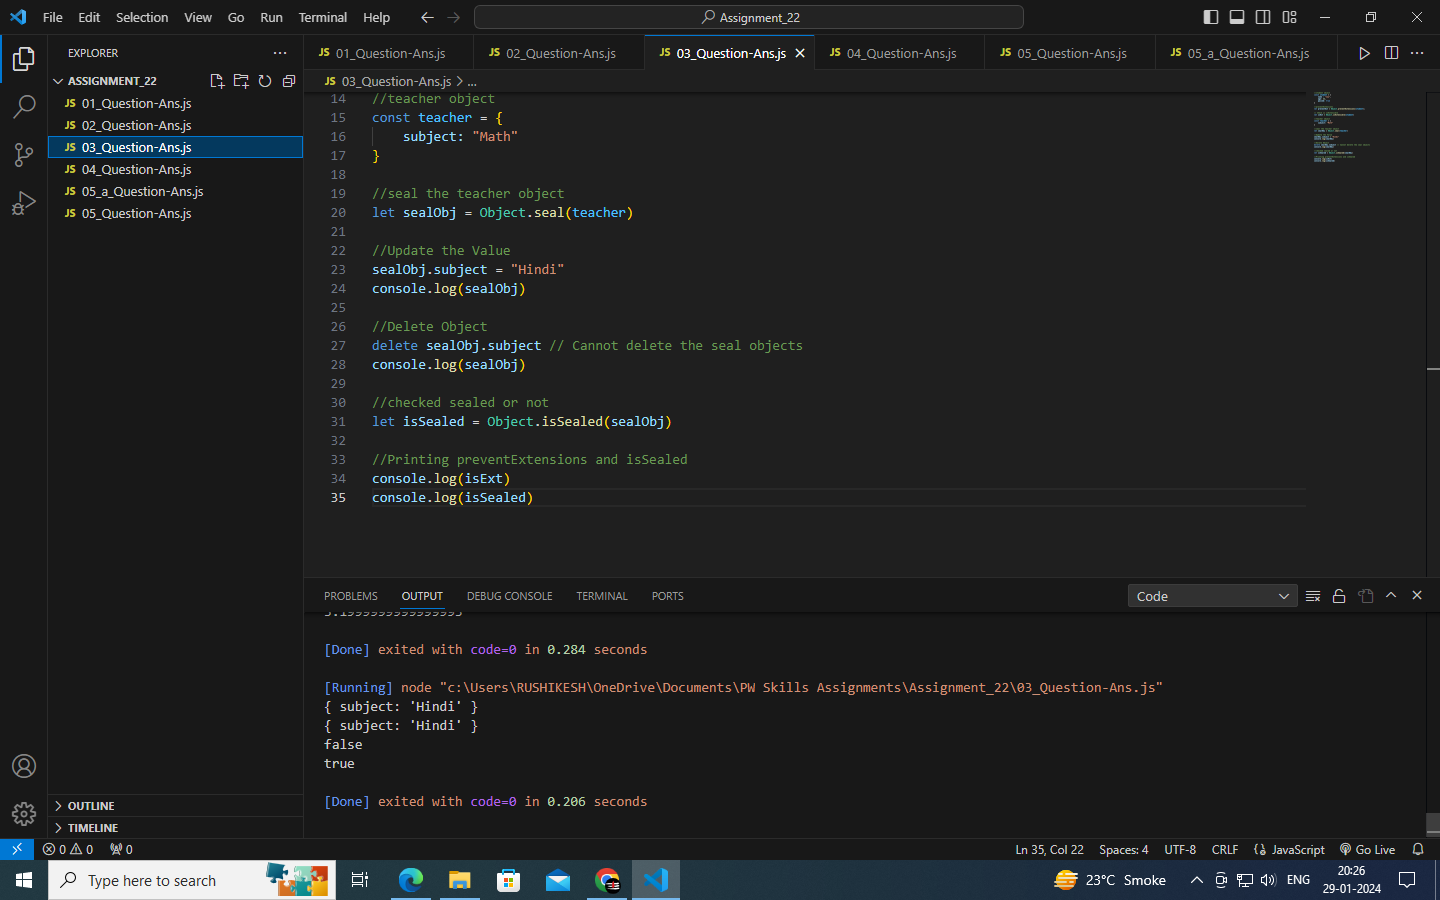 File Edit Selection View Go Run Terminal Help
Assignment_22
EXPLORER
ASSIGNMENT_22
JS 01_Question-Ans.js
JS 02_Question-Ans.js
JS 03_Question-Ans.js
JS 04_Question-Ans.js
JS 05_a_Question-Ans.js
JS 05_Question-Ans.js
OUTLINE
TIMELINE
JS 01_Question-Ans.js JS 02_Question-Ans.js JS 03_Question-Ans.js JS 04_Question-Ans.js JS 05_Question-Ans.js JS 05_a_Question-Ans.js
JS 03_Question-Ans.js > ...
14 //teacher object
15 const teacher = {
16     subject: "Math"
17 }
18
19 //seal the teacher object
20 let sealObj = Object.seal(teacher)
21
22 //Update the Value
23 sealObj.subject = "Hindi"
24 console.log(sealObj)
25
26 //Delete Object
27 delete sealObj.subject // Cannot delete the seal objects
28 console.log(sealObj)
29
30 //checked sealed or not
31 let isSealed = Object.isSealed(sealObj)
32
33 //Printing preventExtensions and isSealed
34 console.log(isExt)
35 console.log(isSealed)
PROBLEMS OUTPUT DEBUG CONSOLE TERMINAL PORTS
Code
[Done] exited with code=0 in 0.284 seconds
[Running] node "c:\Users\RUSHIKESH\OneDrive\Documents\PW Skills Assignments\Assignment_22\03_Question-Ans.js"
{ subject: 'Hindi' }
{ subject: 'Hindi' }
false
true
[Done] exited with code=0 in 0.206 seconds
0 0 0
Ln 35, Col 22 Spaces: 4 UTF-8 CRLF JavaScript Go Live
Type here to search
23°C Smoke ENG
20:26
29-01-2024